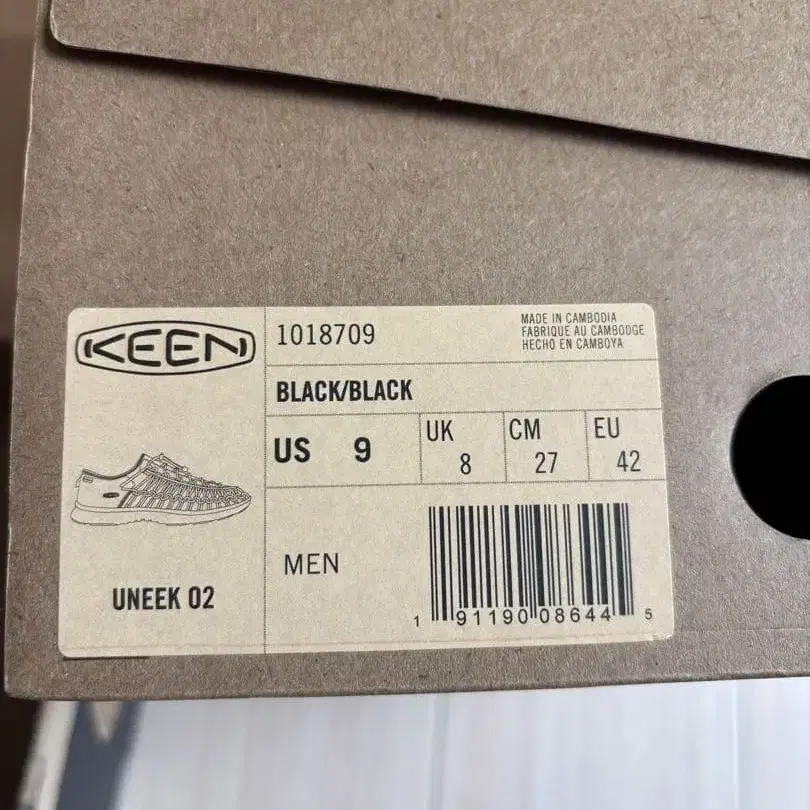 KEEN
1018709
MADE IN CAMBODIA
FABRIQUE AU CAMBODGE
HECHO EN CAMBOYA
BLACK/BLACK
US 9
UK 8
CM 27
EU 42
MEN
UNEEK 02
1 91190 08644 5